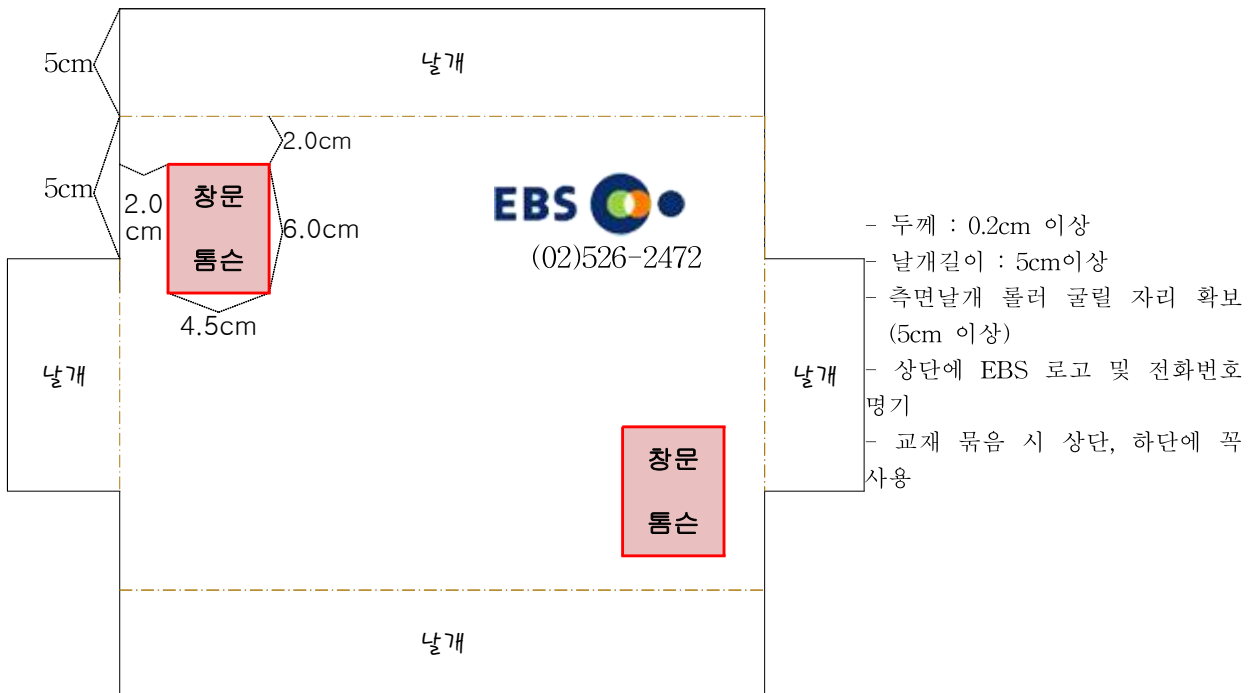 날개
5cm
2.0cm
5cm
2.0
cm
창문
톰슨
6.0cm
4.5cm
EBS
(02)526-2472
- 두께 : 0.2cm 이상
- 날개길이 : 5cm이상
- 측면날개 롤러 굴릴 자리 확보
(5cm 이상)
- 상단에 EBS 로고 및 전화번호
명기
- 교재 묶음 시 상단, 하단에 꼭
사용
날개
날개
창문
톰슨
날개